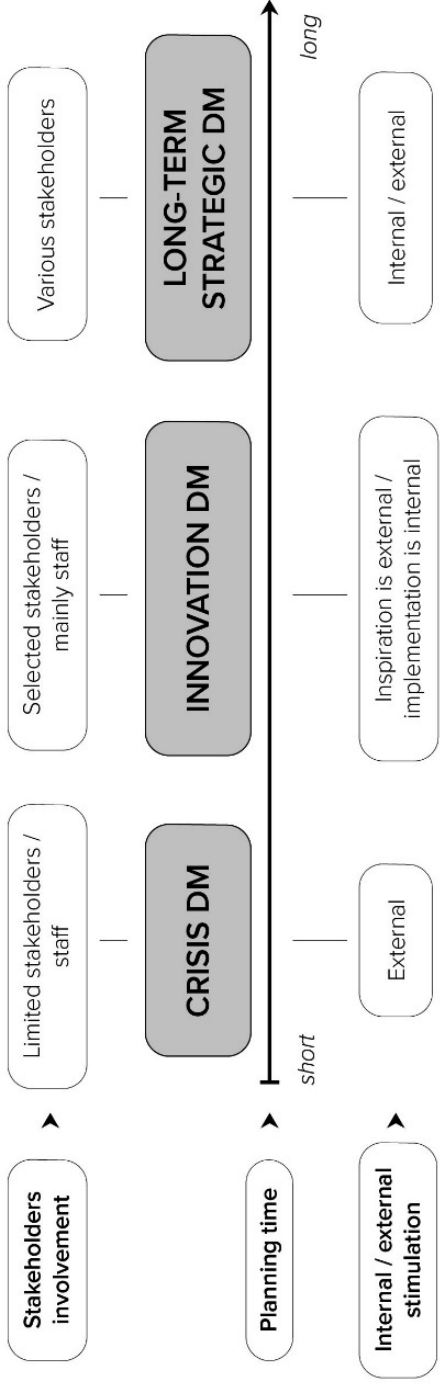 Stakeholders
involvement
Limited stakeholders /
staff
Selected stakeholders /
mainly staff
Various stakeholders
CRISIS DM
INNOVATION DM
LONG-TERM
STRATEGIC DM
Planning time
short
long
Internal / external
stimulation
External
Inspiration is external /
implementation is internal
Internal / external